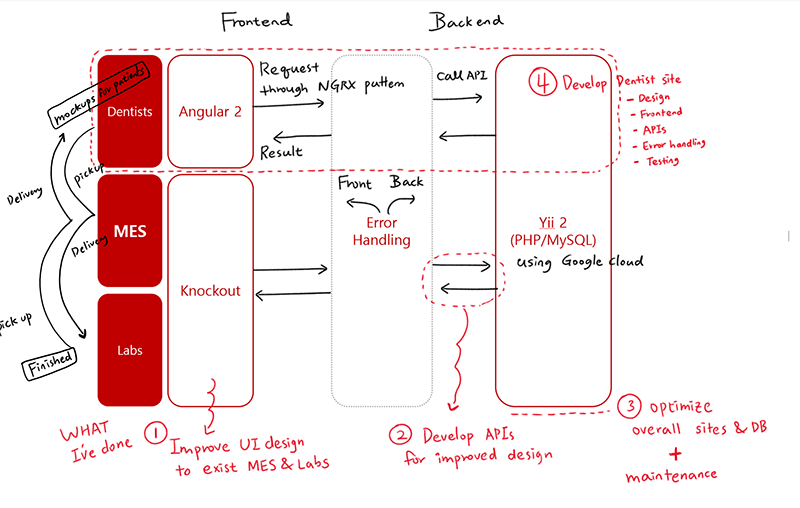 Frontend
Backend
mockups for patients
Dentists
Angular 2
Request
through NGRX pattern
Result
Call API
④ Develop Dentist site
- Design
- Frontend
- APIs
- Error handling
- Testing
Delivery
pickup
MES
Delivery
Knockout
Front Back
Error
Handling
Yii 2
(PHP/MySQL)
using Google cloud
pick up
Labs
Finished
WHAT
I've done
① Improve UI design
to exist MES & Labs
② Develop APIs
for improved design
③ optimize
overall sites & DB
+
maintenance